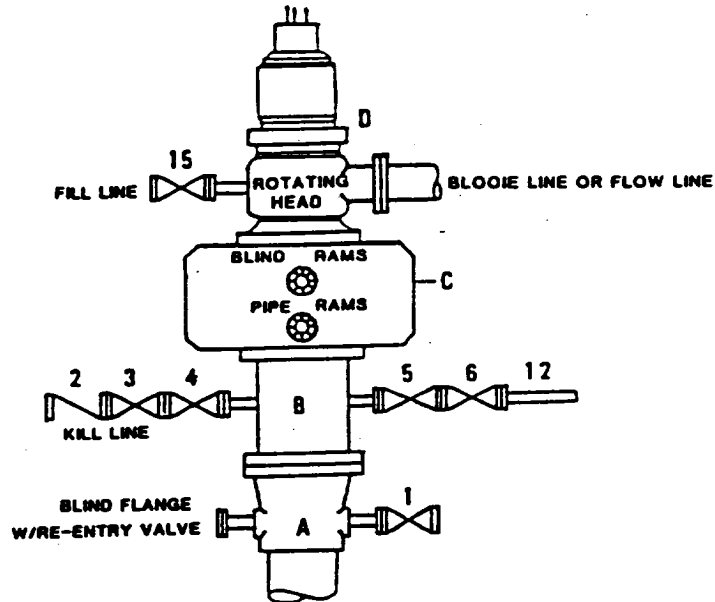 D
15
FILL LINE
ROTATING
HEAD
BLOOIE LINE OR FLOW LINE
BLIND RAMS
C
PIPE RAMS
2 3 4
5 6 12
B
KILL LINE
BLIND FLANGE
W/RE-ENTRY VALVE
A
1